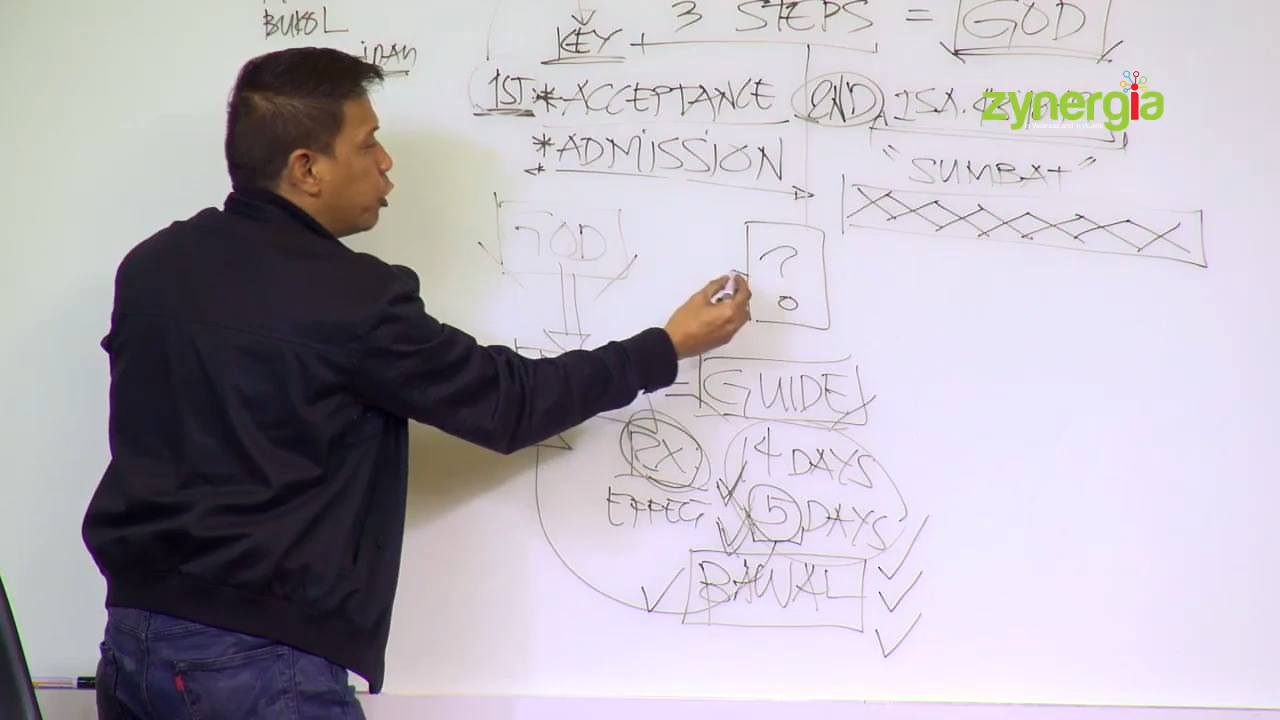 BUKOL
3 STEPS = GOD
KEY
1ST *ACCEPTANCE 2ND ISA.
zynergia
*ADMISSION
"SUMBAT"
GOD
?
= GUIDE
RX 14 DAYS
EFFECT 5 DAYS
BAWAL